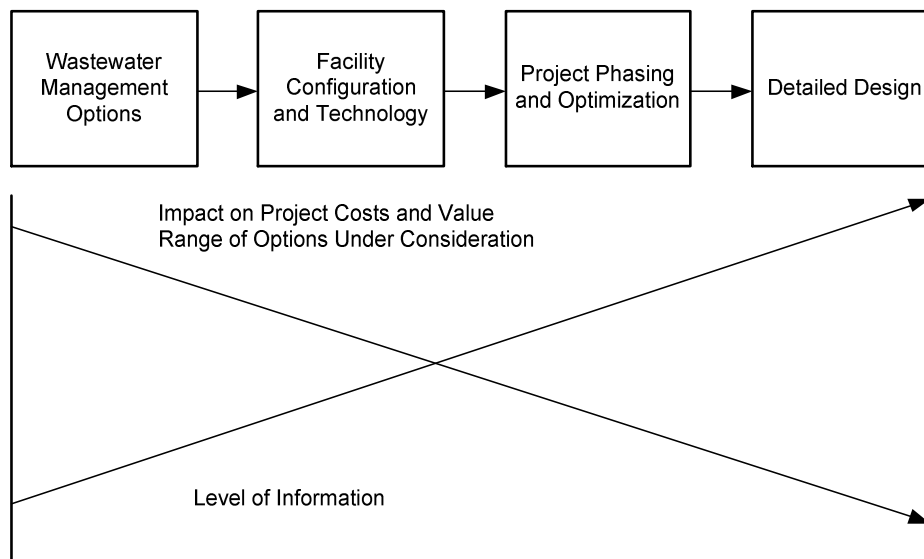 Wastewater
Management
Options
Facility
Configuration
and Technology
Project Phasing
and Optimization
Detailed Design
Impact on Project Costs and Value
Range of Options Under Consideration
Level of Information